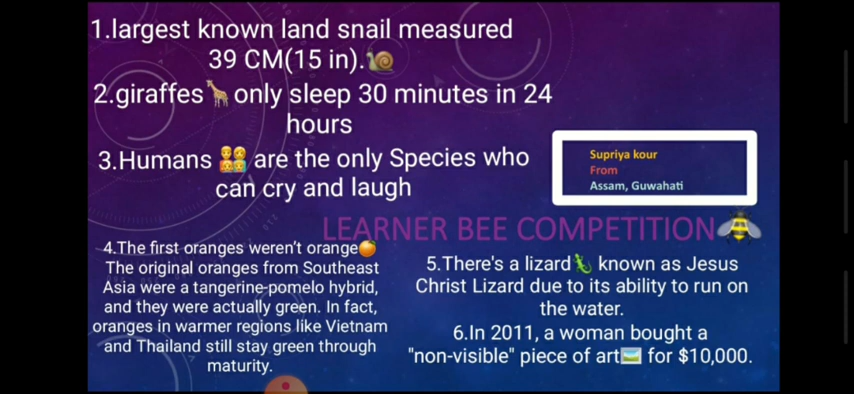 1.largest known land snail measured
39 CM(15 in).🐌
2.giraffes🦒only sleep 30 minutes in 24
hours
3.Humans 👨‍👩‍👧‍👦 are the only Species who
can cry and laugh
Supriya kour
From
Assam, Guwahati
LEARNER BEE COMPETITION🐝
4.The first oranges weren't orange🍊
The original oranges from Southeast
Asia were a tangerine-pomelo hybrid,
and they were actually green. In fact,
oranges in warmer regions like Vietnam
and Thailand still stay green through
maturity.
5.There's a lizard🦎 known as Jesus
Christ Lizard due to its ability to run on
the water.
6.In 2011, a woman bought a
"non-visible" piece of art🖼️ for $10,000.